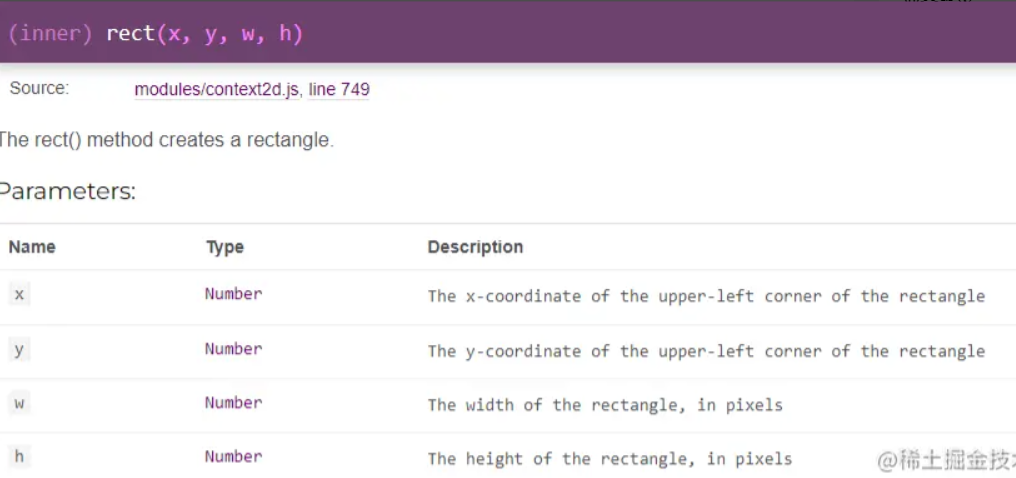 (inner) rect(x, y, w, h)
Source: modules/context2d.js, line 749
The rect() method creates a rectangle.
Parameters:
Name Type Description
x Number The x-coordinate of the upper-left corner of the rectangle
y Number The y-coordinate of the upper-left corner of the rectangle
w Number The width of the rectangle, in pixels
h Number The height of the rectangle, in pixels
@稀土掘金技